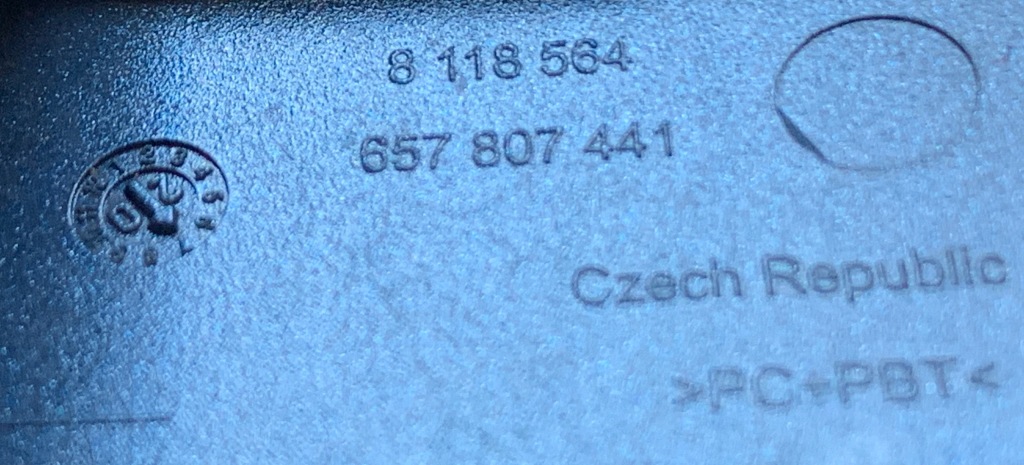 8 118 564
657 807 441
Czech Republic
>PC+PBT<